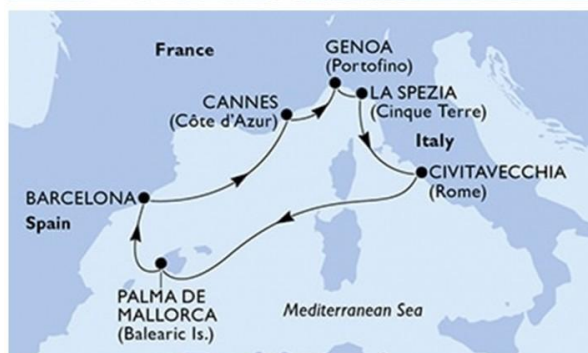 France
GENOA
(Portofino)
LA SPEZIA
(Cinque Terre)
CANNES
(Côte d'Azur)
Italy
CIVITAVECCHIA
(Rome)
BARCELONA
Spain
PALMA DE
MALLORCA
(Balearic Is.)
Mediterranean Sea